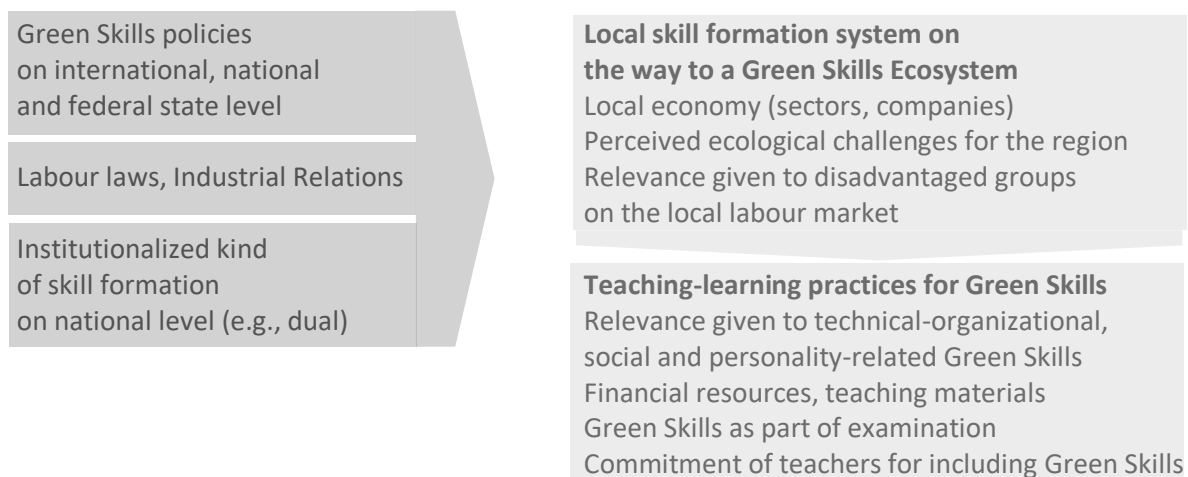 Green Skills policies
on international, national
and federal state level
Labour laws, Industrial Relations
Institutionalized kind
of skill formation
on national level (e.g., dual)
Local skill formation system on
the way to a Green Skills Ecosystem
Local economy (sectors, companies)
Perceived ecological challenges for the region
Relevance given to disadvantaged groups
on the local labour market
Teaching-learning practices for Green Skills
Relevance given to technical-organizational,
social and personality-related Green Skills
Financial resources, teaching materials
Green Skills as part of examination
Commitment of teachers for including Green Skills